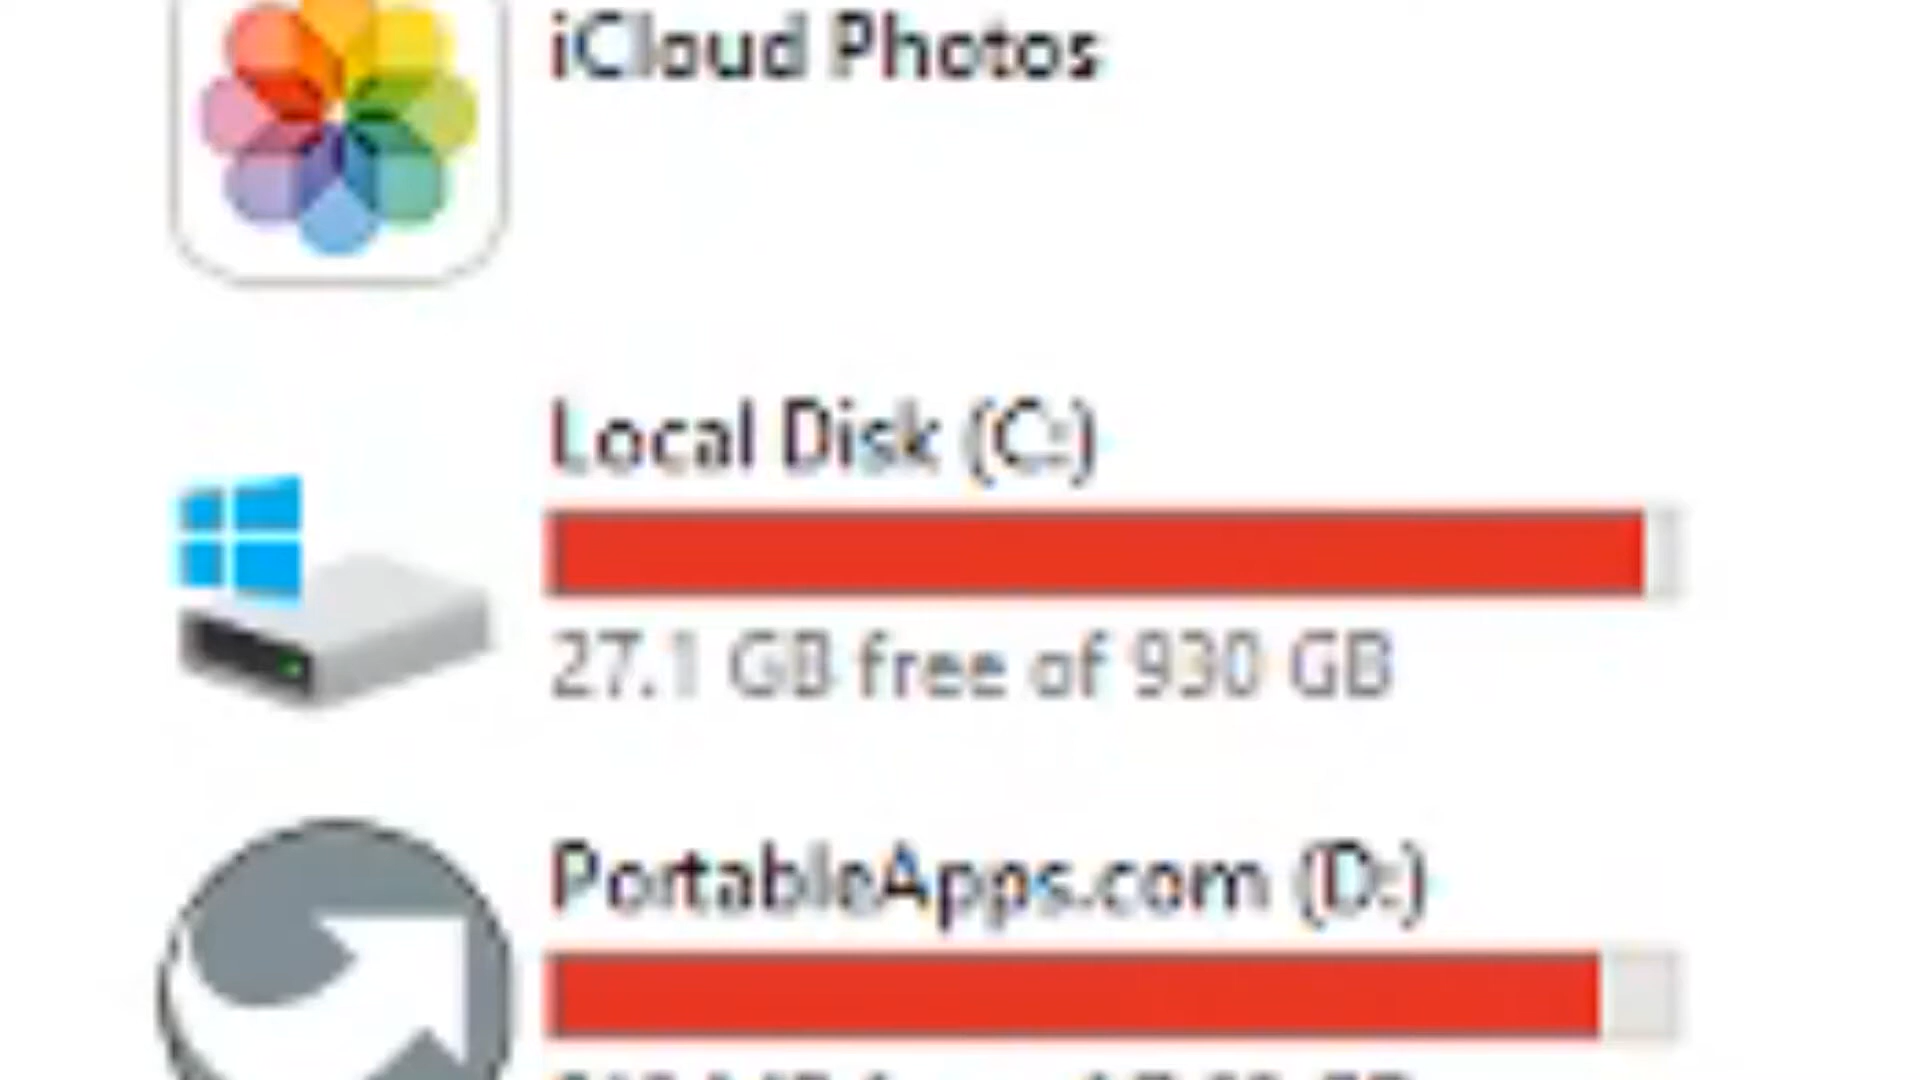 iCloud Photos
Local Disk (C:)
27.1 GB free of 930 GB
PortableApps.com (D:)